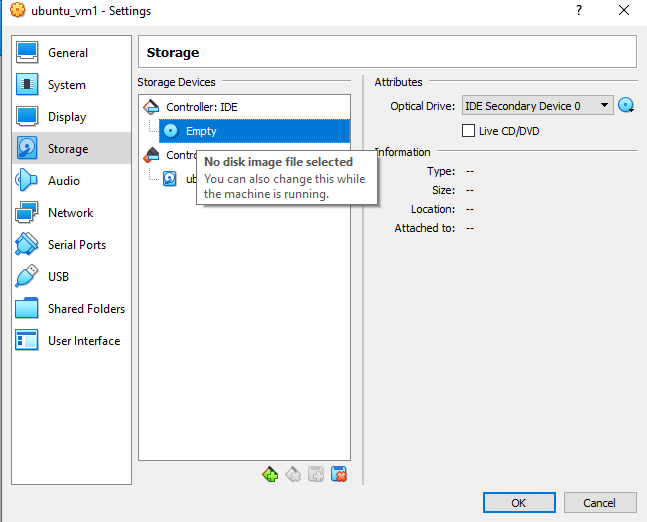 ubuntu_vm1 - Settings
?
General
System
Display
Storage
Audio
Network
Serial Ports
USB
Shared Folders
User Interface
Storage
Storage Devices
Controller: IDE
Empty
Contro
ub
No disk image file selected
You can also change this while
the machine is running.
Attributes
Optical Drive: IDE Secondary Device 0
Live CD/DVD
Information
Type: --
Size: --
Location: --
Attached to: --
OK
Cancel